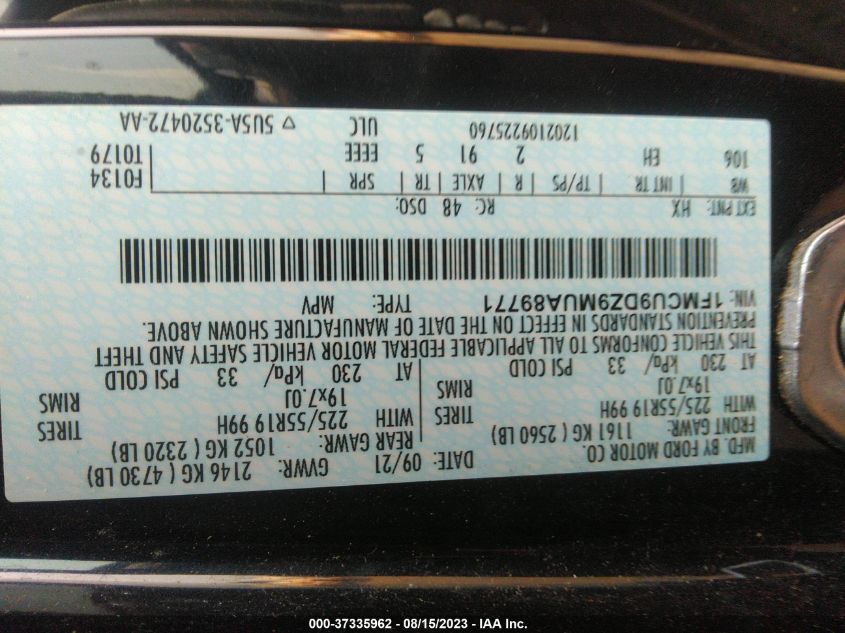 MFD. BY FORD MOTOR CO.
DATE: 09/21 GVWR: 2146 KG ( 4730 LB)
FRONT GAWR: 1161 KG ( 2560 LB) REAR GAWR: 1052 KG ( 2320 LB)
WITH 225/55R19 99H TIRES WITH 225/55R19 99H TIRES
19x7.0J RIMS 19x7.0J RIMS
AT 230 kPa/ 33 PSI COLD AT 230 kPa/ 33 PSI COLD
THIS VEHICLE CONFORMS TO ALL APPLICABLE FEDERAL MOTOR VEHICLE SAFETY AND THEFT
PREVENTION STANDARDS IN EFFECT ON THE DATE OF MANUFACTURE SHOWN ABOVE.
VIN: 1FMCU9DZ9MUA89771 TYPE: MPV
EXT PNT: HX RC: 48 DSO:
WB | INT TR | TP/PS | R | AXLE | TR | SPR | F0134
106 EH 2 91 5 EEEE T0179
1202109225760 ULC ▽ 5U5A-3520472-AA
000-37335962 - 08/15/2023 - IAA Inc.